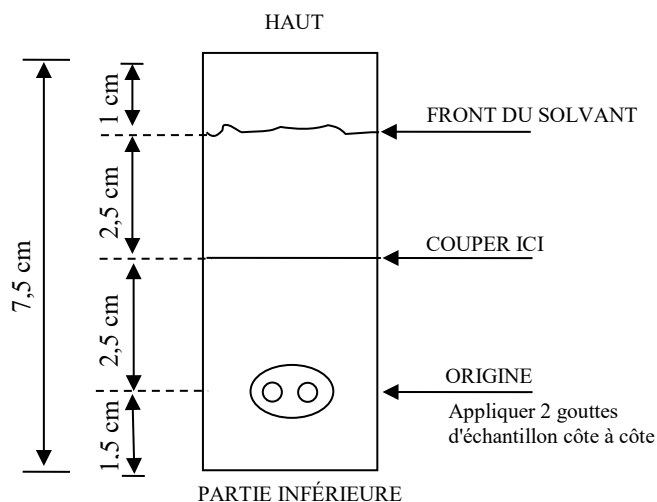 HAUT
1 cm
FRONT DU SOLVANT
2,5 cm
COUPER ICI
7,5 cm
2,5 cm
ORIGINE
Appliquer 2 gouttes
d'échantillon côte à côte
1,5 cm
PARTIE INFÉRIEURE